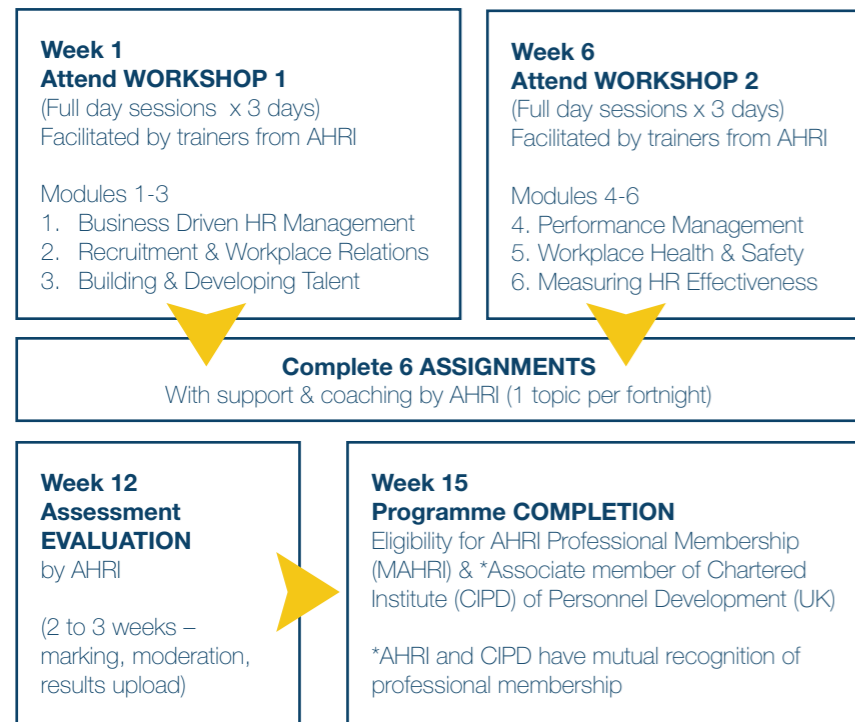 Week 1
Attend WORKSHOP 1
(Full day sessions x 3 days)
Facilitated by trainers from AHRI
Modules 1-3
1. Business Driven HR Management
2. Recruitment & Workplace Relations
3. Building & Developing Talent
Week 6
Attend WORKSHOP 2
(Full day sessions x 3 days)
Facilitated by trainers from AHRI
Modules 4-6
4. Performance Management
5. Workplace Health & Safety
6. Measuring HR Effectiveness
Complete 6 ASSIGNMENTS
With support & coaching by AHRI (1 topic per fortnight)
Week 12
Assessment
EVALUATION
by AHRI
(2 to 3 weeks –
marking, moderation,
results upload)
Week 15
Programme COMPLETION
Eligibility for AHRI Professional Membership
(MAHRI) & *Associate member of Chartered
Institute (CIPD) of Personnel Development (UK)
*AHRI and CIPD have mutual recognition of
professional membership